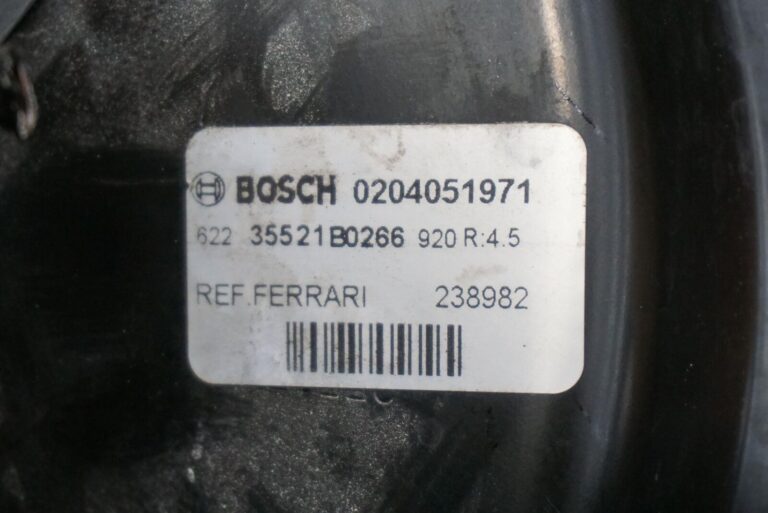 BOSCH 0204051971
622 35521B0266 920 R:4.5
REF.FERRARI 238982